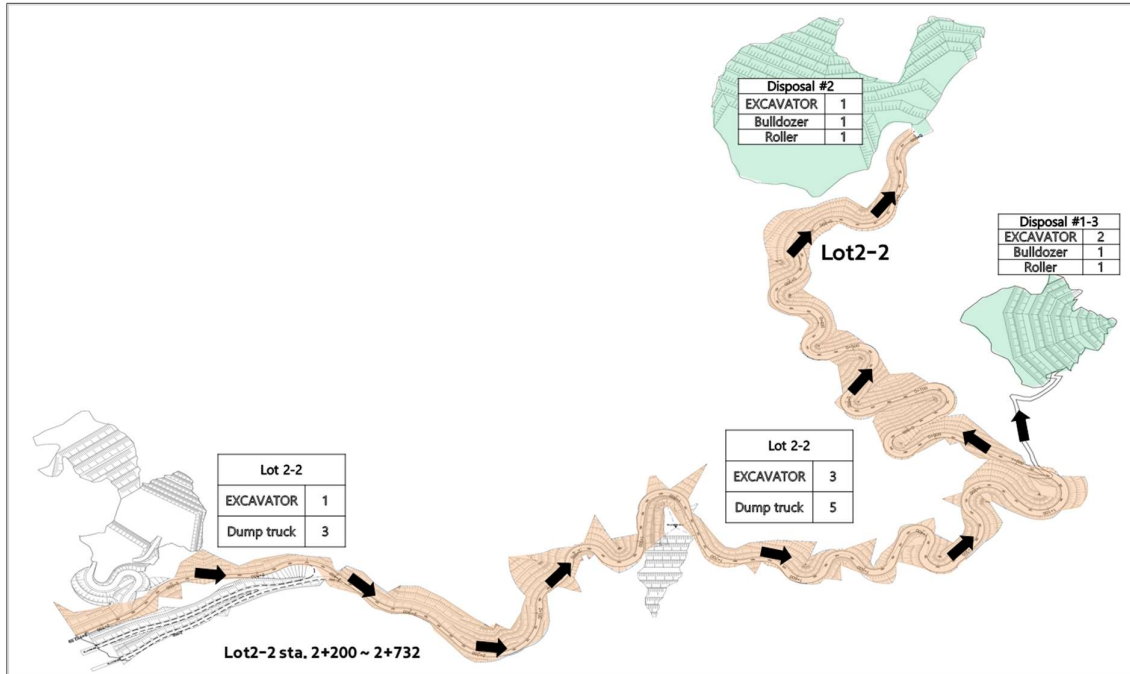 Disposal #2
EXCAVATOR 1
Bulldozer 1
Roller 1
Lot2-2
Disposal #1-3
EXCAVATOR 2
Bulldozer 1
Roller 1
Lot 2-2
EXCAVATOR 3
Dump truck 5
Lot 2-2
EXCAVATOR 1
Dump truck 3
Lot2-2 sta. 2+200 ~ 2+732